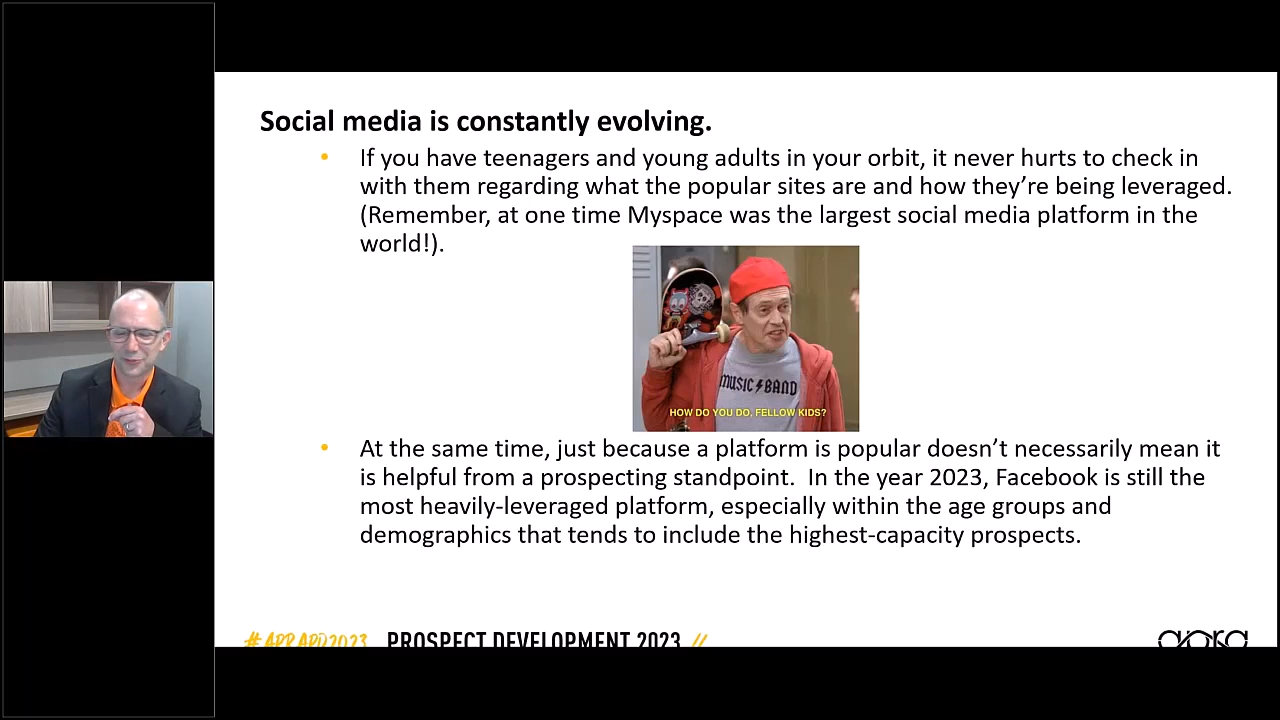 Social media is constantly evolving.
• If you have teenagers and young adults in your orbit, it never hurts to check in
with them regarding what the popular sites are and how they’re being leveraged.
(Remember, at one time Myspace was the largest social media platform in the
world!).
MUSIC BAND
HOW DO YOU DO, FELLOW KIDS?
• At the same time, just because a platform is popular doesn’t necessarily mean it
is helpful from a prospecting standpoint.  In the year 2023, Facebook is still the
most heavily-leveraged platform, especially within the age groups and
demographics that tends to include the highest-capacity prospects.
#APRAPD2023 PROSPECT DEVELOPMENT 2023 //
apra